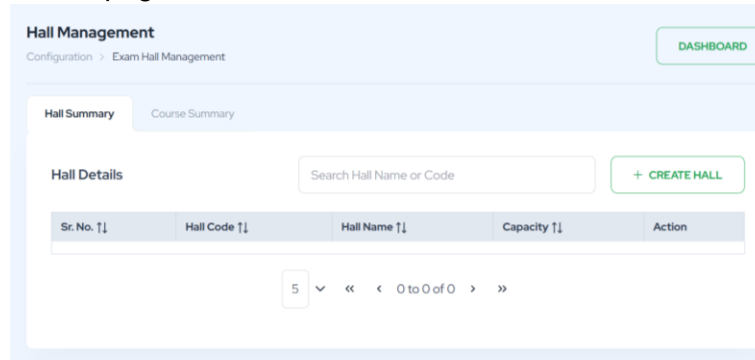 Hall Management
Configuration > Exam Hall Management
DASHBOARD
Hall Summary Course Summary
Hall Details Search Hall Name or Code + CREATE HALL
Sr. No. ↑↓ Hall Code ↑↓ Hall Name ↑↓ Capacity ↑↓ Action
5 « ‹ 0 to 0 of 0 › »